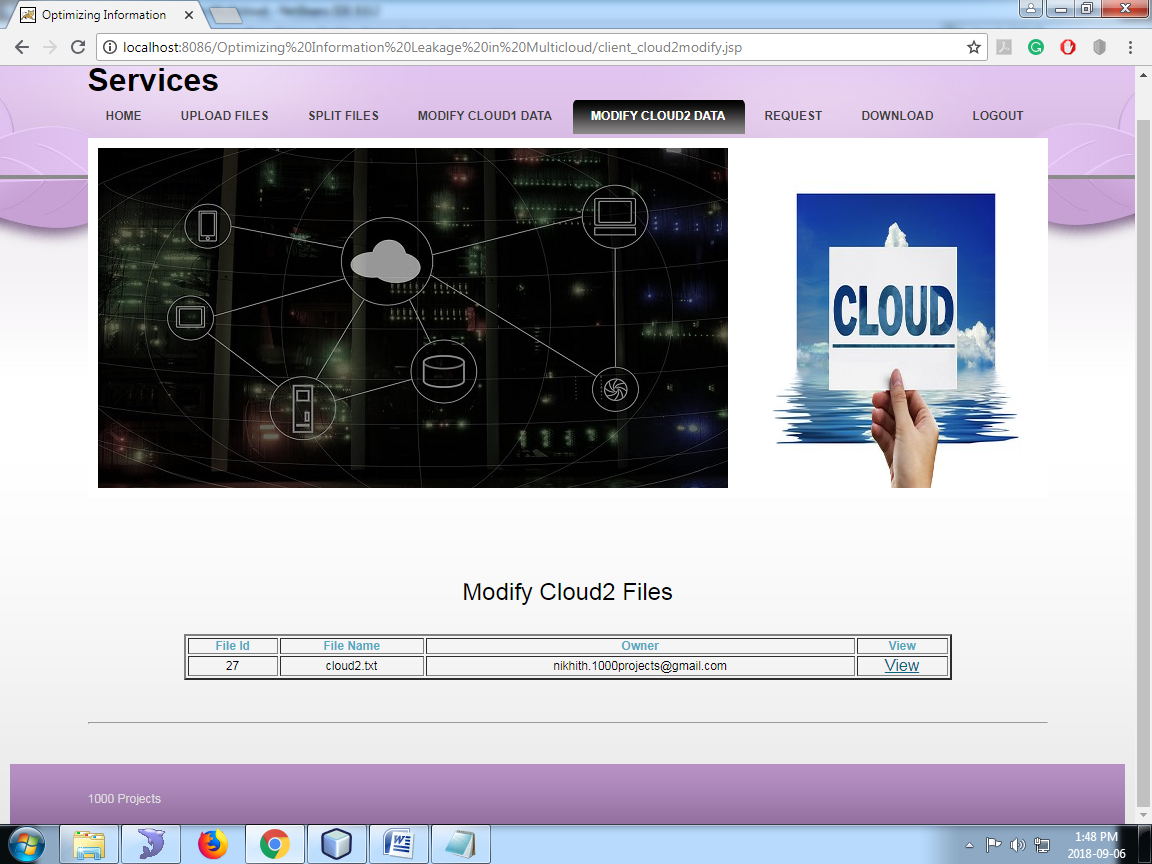 Optimizing Information
localhost:8086/Optimizing%20Information%20Leakage%20in%20Multicloud/client_cloud2modify.jsp
Services
HOME UPLOAD FILES SPLIT FILES MODIFY CLOUD1 DATA MODIFY CLOUD2 DATA REQUEST DOWNLOAD LOGOUT
CLOUD
Modify Cloud2 Files
File Id File Name Owner View
27 cloud2.txt nikhith.1000projects@gmail.com View
1000 Projects
1:48 PM
2018-09-06